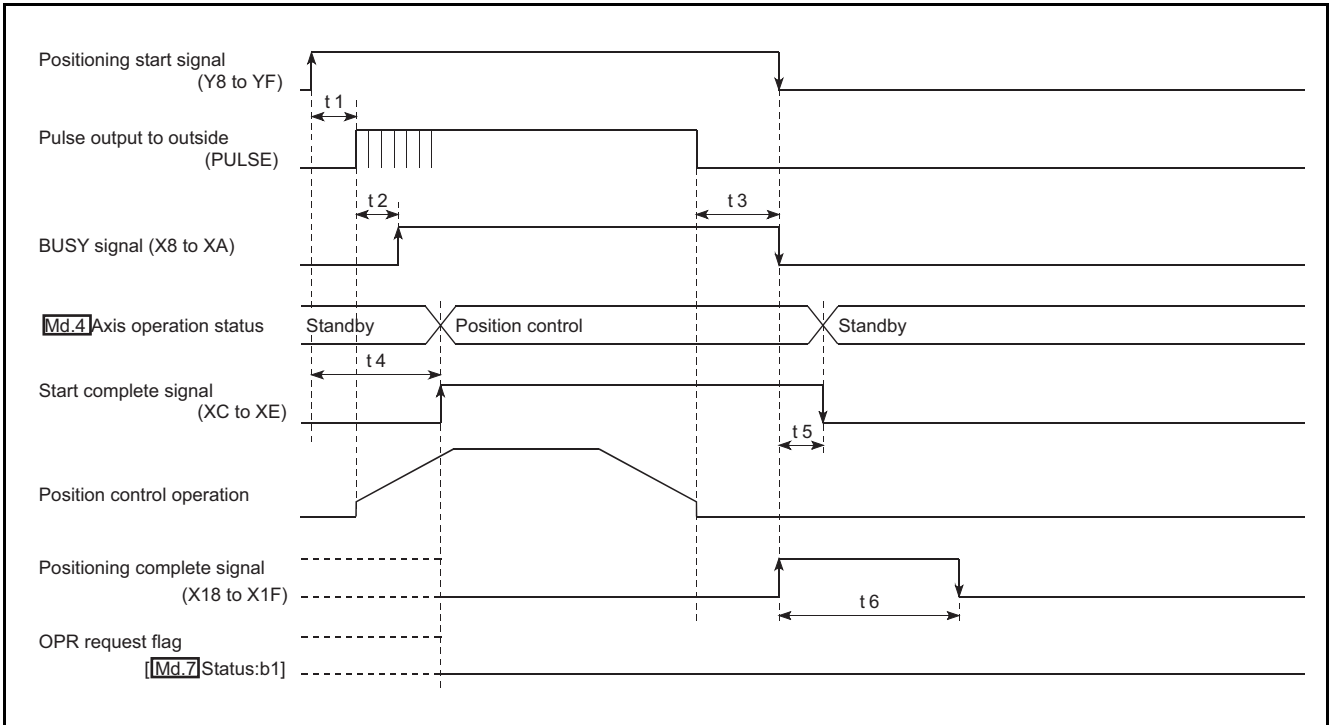 Positioning start signal
(Y8 to YF)
t 1
Pulse output to outside
(PULSE)
t 2
t 3
BUSY signal (X8 to XA)
Md.4 Axis operation status
Standby
Position control
Standby
t 4
Start complete signal
(XC to XE)
t 5
Position control operation
Positioning complete signal
(X18 to X1F)
t 6
OPR request flag
[Md.7 Status:b1]